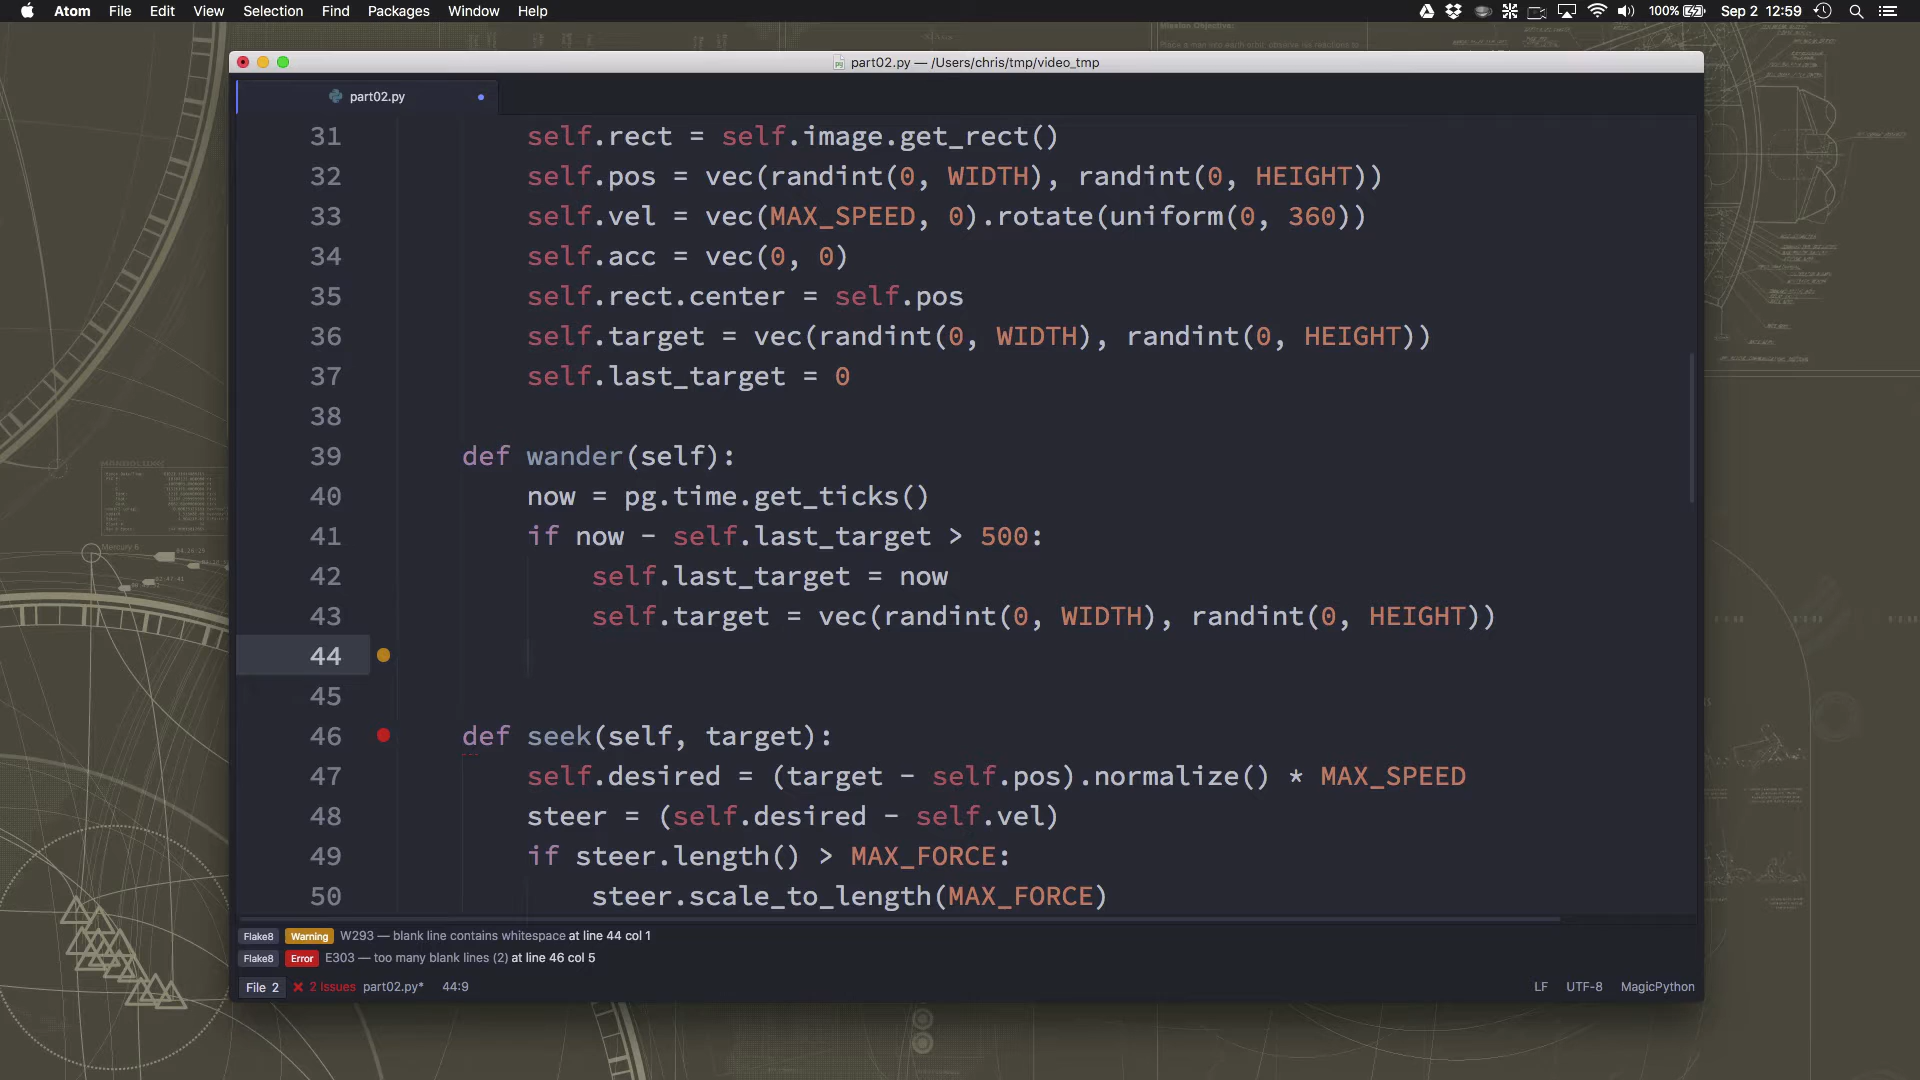 Atom File Edit View Selection Find Packages Window Help 100% Sep 2 12:59
part02.py — /Users/chris/tmp/video_tmp
part02.py
31 self.rect = self.image.get_rect()
32 self.pos = vec(randint(0, WIDTH), randint(0, HEIGHT))
33 self.vel = vec(MAX_SPEED, 0).rotate(uniform(0, 360))
34 self.acc = vec(0, 0)
35 self.rect.center = self.pos
36 self.target = vec(randint(0, WIDTH), randint(0, HEIGHT))
37 self.last_target = 0
38
39 def wander(self):
40 now = pg.time.get_ticks()
41 if now - self.last_target > 500:
42 self.last_target = now
43 self.target = vec(randint(0, WIDTH), randint(0, HEIGHT))
44
45
46 def seek(self, target):
47 self.desired = (target - self.pos).normalize() * MAX_SPEED
48 steer = (self.desired - self.vel)
49 if steer.length() > MAX_FORCE:
50 steer.scale_to_length(MAX_FORCE)
Flake8 Warning W293 — blank line contains whitespace at line 44 col 1
Flake8 Error E303 — too many blank lines (2) at line 46 col 5
File 2 2 Issues part02.py* 44:9 LF UTF-8 MagicPython
Mercury 6